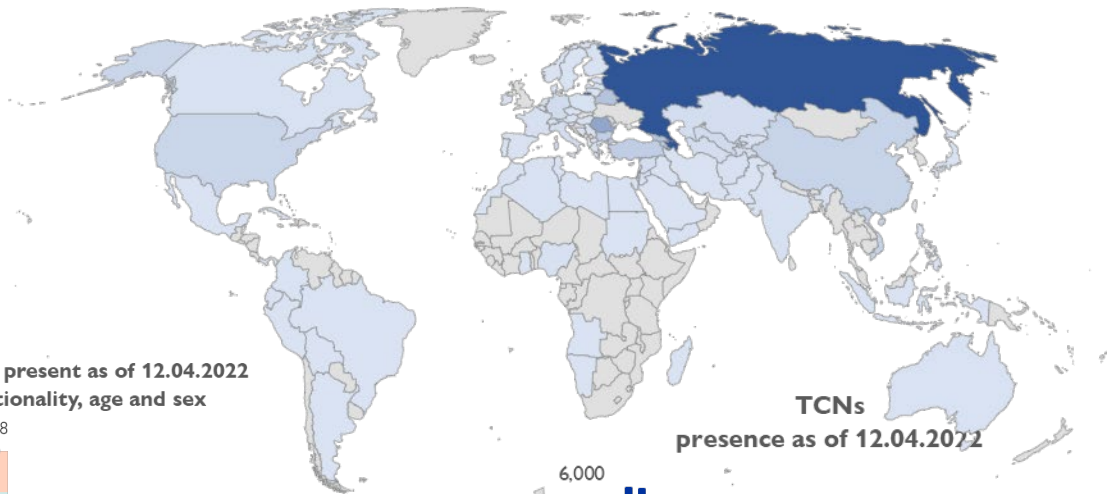 present as of 12.04.2022
tionality, age and sex
8
TCNs
presence as of 12.04.2022
6,000